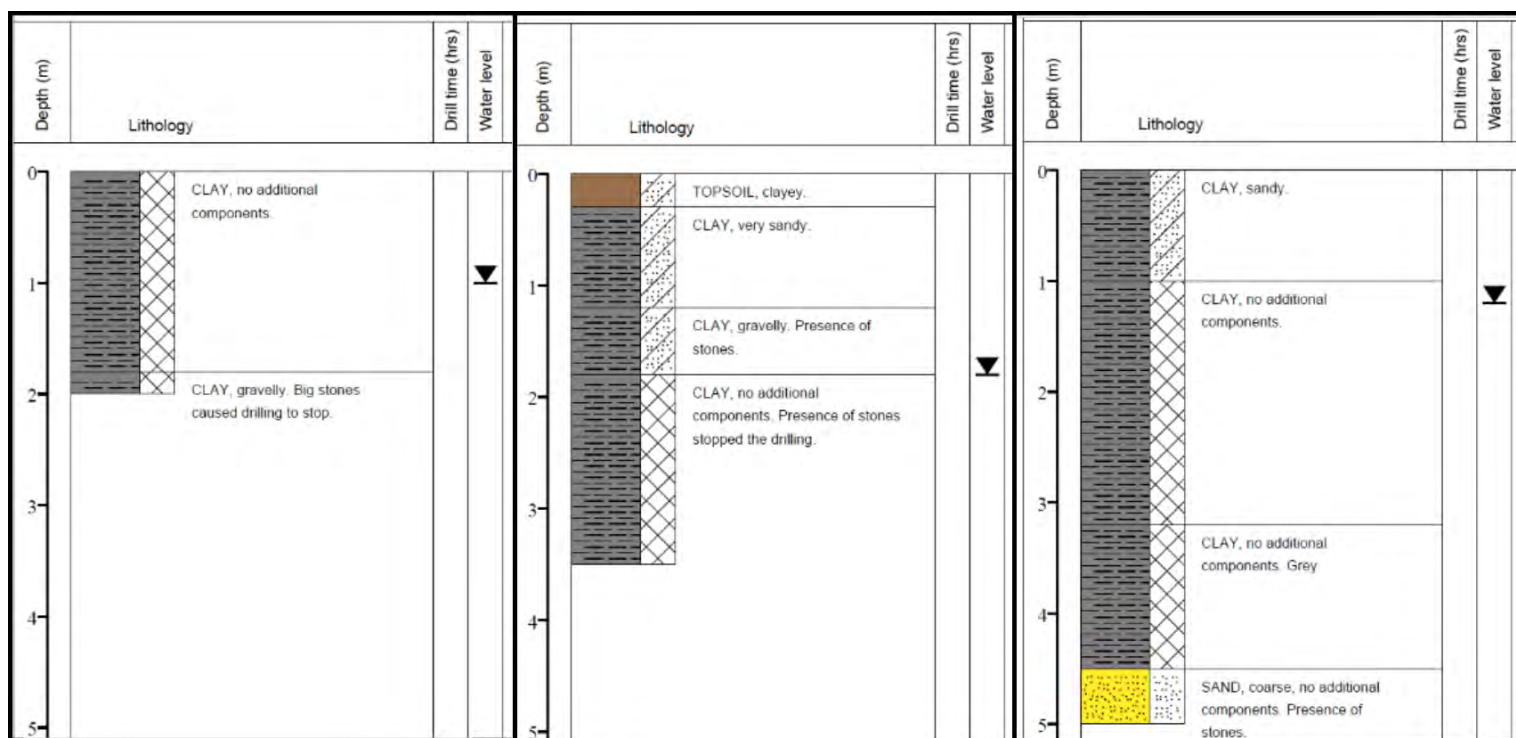 Depth (m)
Lithology
Drill time (hrs)
Water level
0
CLAY, no additional
components.
1
CLAY, gravelly. Big stones
caused drilling to stop.
2
3
4
5
Depth (m)
Lithology
Drill time (hrs)
Water level
0
TOPSOIL, clayey.
CLAY, very sandy.
1
CLAY, gravelly. Presence of
stones.
CLAY, no additional
components. Presence of stones
stopped the drilling.
2
3
4
5
Depth (m)
Lithology
Drill time (hrs)
Water level
0
CLAY, sandy.
1
CLAY, no additional
components.
2
3
CLAY, no additional
components. Grey
4
SAND, coarse, no additional
components. Presence of
stones.
5